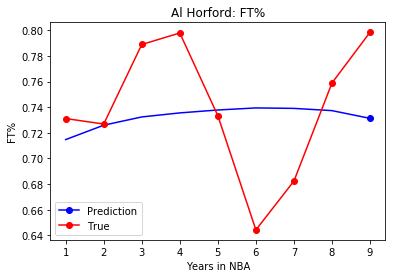 Al Horford: FT%
0.80
0.78
0.76
0.74
0.72
0.70
0.68
0.66
0.64
FT%
Prediction
True
1 2 3 4 5 6 7 8 9
Years in NBA